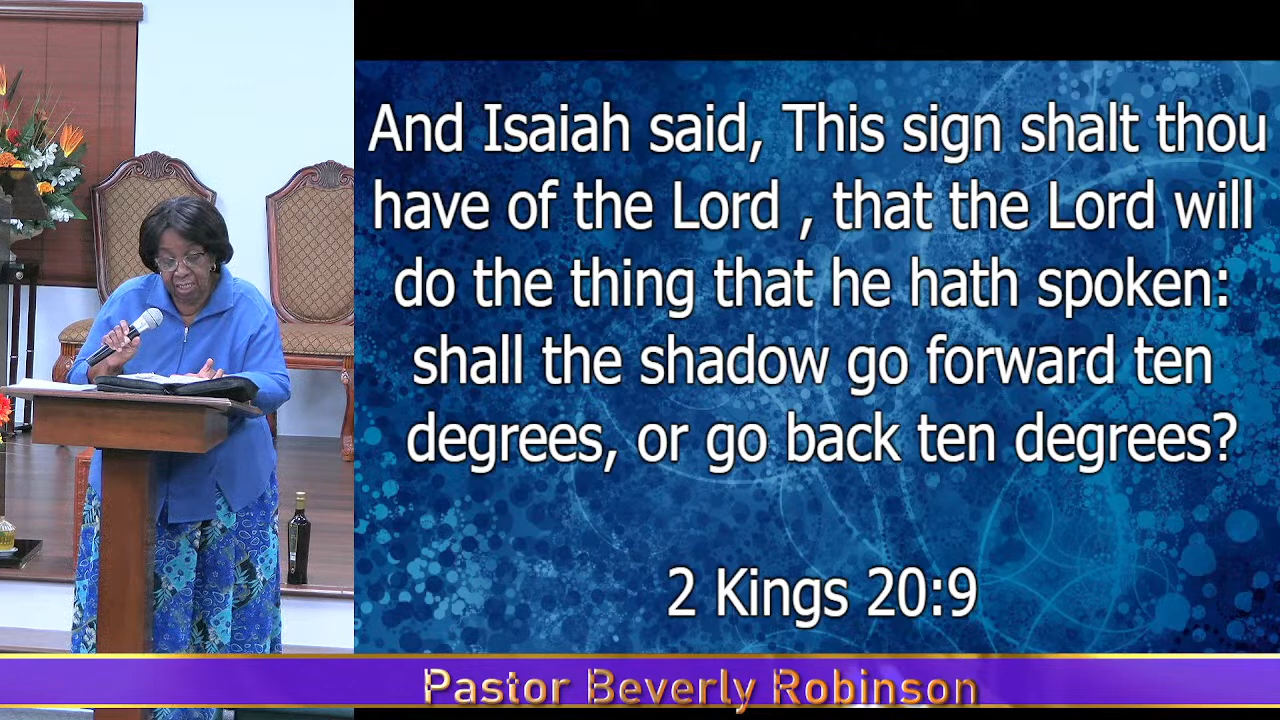 And Isaiah said, This sign shalt thou
have of the Lord , that the Lord will
do the thing that he hath spoken:
shall the shadow go forward ten
degrees, or go back ten degrees?
2 Kings 20:9
Pastor Beverly Robinson